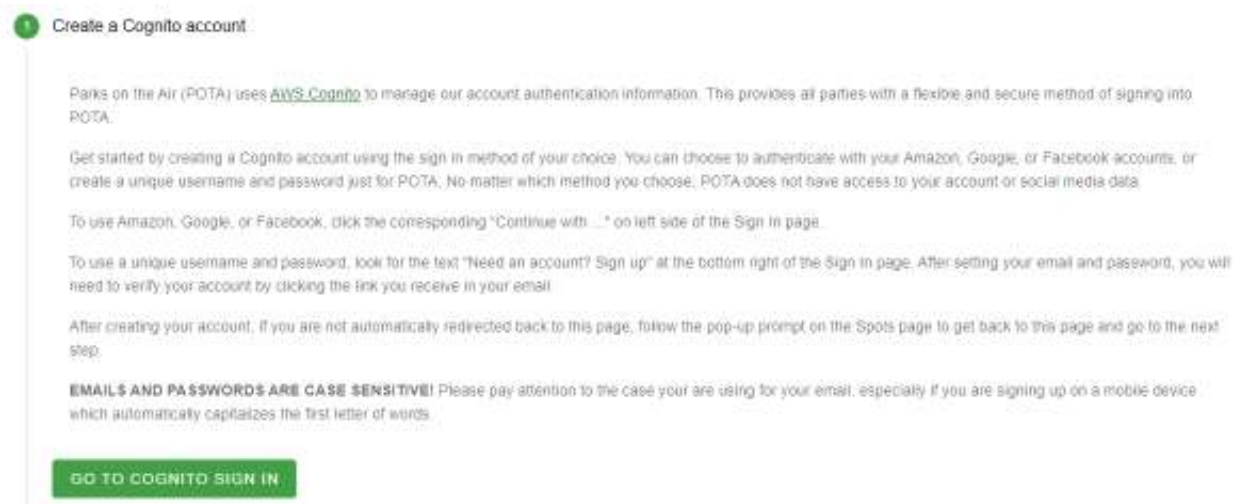 1 Create a Cognito account
Parks on the Air (POTA) uses AWS Cognito to manage our account authentication information. This provides all parties with a flexible and secure method of signing into
POTA.
Get started by creating a Cognito account using the sign in method of your choice. You can choose to authenticate with your Amazon, Google, or Facebook accounts, or
create a unique username and password just for POTA. No matter which method you choose, POTA does not have access to your account or social media data.
To use Amazon, Google, or Facebook, click the corresponding "Continue with ..." on left side of the Sign In page.
To use a unique username and password, look for the text "Need an account? Sign up" at the bottom right of the Sign In page. After setting your email and password, you will
need to verify your account by clicking the link you receive in your email.
After creating your account, if you are not automatically redirected back to this page, follow the pop-up prompt on the Spots page to get back to this page and go to the next
step.
EMAILS AND PASSWORDS ARE CASE SENSITIVE! Please pay attention to the case your are using for your email, especially if you are signing up on a mobile device
which automatically capitalizes the first letter of words.
GO TO COGNITO SIGN IN